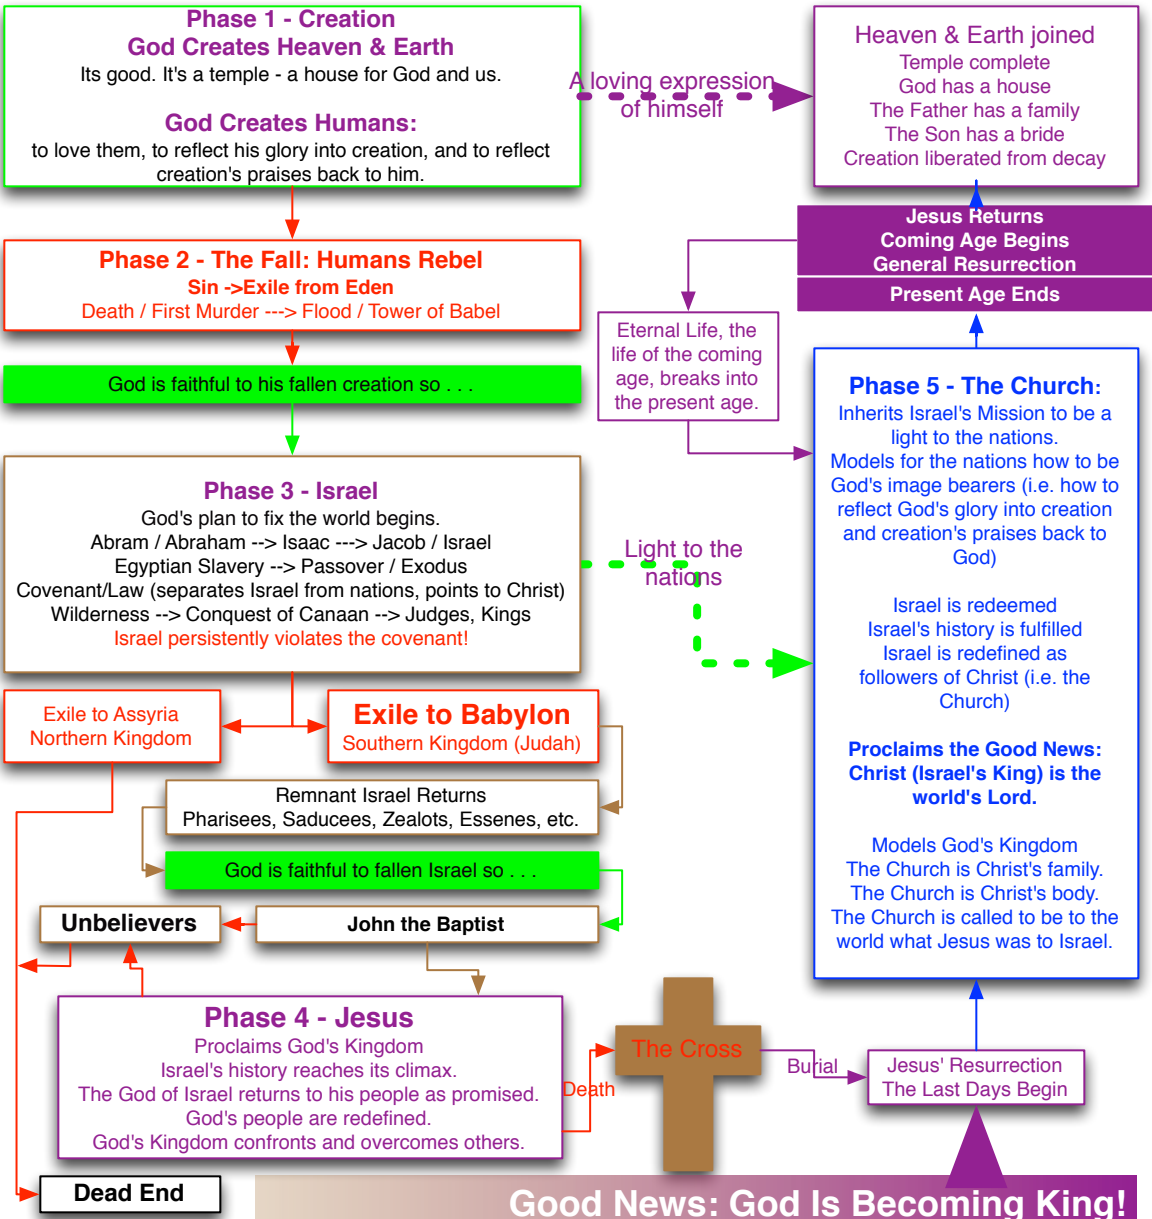 Phase 1 - Creation
God Creates Heaven & Earth
Its good. It's a temple - a house for God and us.
God Creates Humans:
to love them, to reflect his glory into creation, and to reflect
creation's praises back to him.
A loving expression
of himself
Heaven & Earth joined
Temple complete
God has a house
The Father has a family
The Son has a bride
Creation liberated from decay
Jesus Returns
Coming Age Begins
General Resurrection
Present Age Ends
Phase 2 - The Fall: Humans Rebel
Sin ->Exile from Eden
Death / First Murder ---> Flood / Tower of Babel
God is faithful to his fallen creation so . . .
Eternal Life, the
life of the coming
age, breaks into
the present age.
Phase 3 - Israel
God's plan to fix the world begins.
Abram / Abraham --> Isaac ---> Jacob / Israel
Egyptian Slavery --> Passover / Exodus
Covenant/Law (separates Israel from nations, points to Christ)
Wilderness --> Conquest of Canaan --> Judges, Kings
Israel persistently violates the covenant!
Light to the
nations
Phase 5 - The Church:
Inherits Israel's Mission to be a
light to the nations.
Models for the nations how to be
God's image bearers (i.e. how to
reflect God's glory into creation
and creation's praises back to
God)
Israel is redeemed
Israel's history is fulfilled
Israel is redefined as
followers of Christ (i.e. the
Church)
Proclaims the Good News:
Christ (Israel's King) is the
world's Lord.
Models God's Kingdom
The Church is Christ's family.
The Church is Christ's body.
The Church is called to be to the
world what Jesus was to Israel.
Exile to Assyria
Northern Kingdom
Exile to Babylon
Southern Kingdom (Judah)
Remnant Israel Returns
Pharisees, Saducees, Zealots, Essenes, etc.
God is faithful to fallen Israel so . . .
Unbelievers
John the Baptist
Phase 4 - Jesus
Proclaims God's Kingdom
Israel's history reaches its climax.
The God of Israel returns to his people as promised.
God's people are redefined.
God's Kingdom confronts and overcomes others.
Death
The Cross
Burial
Jesus' Resurrection
The Last Days Begin
Dead End
Good News: God Is Becoming King!